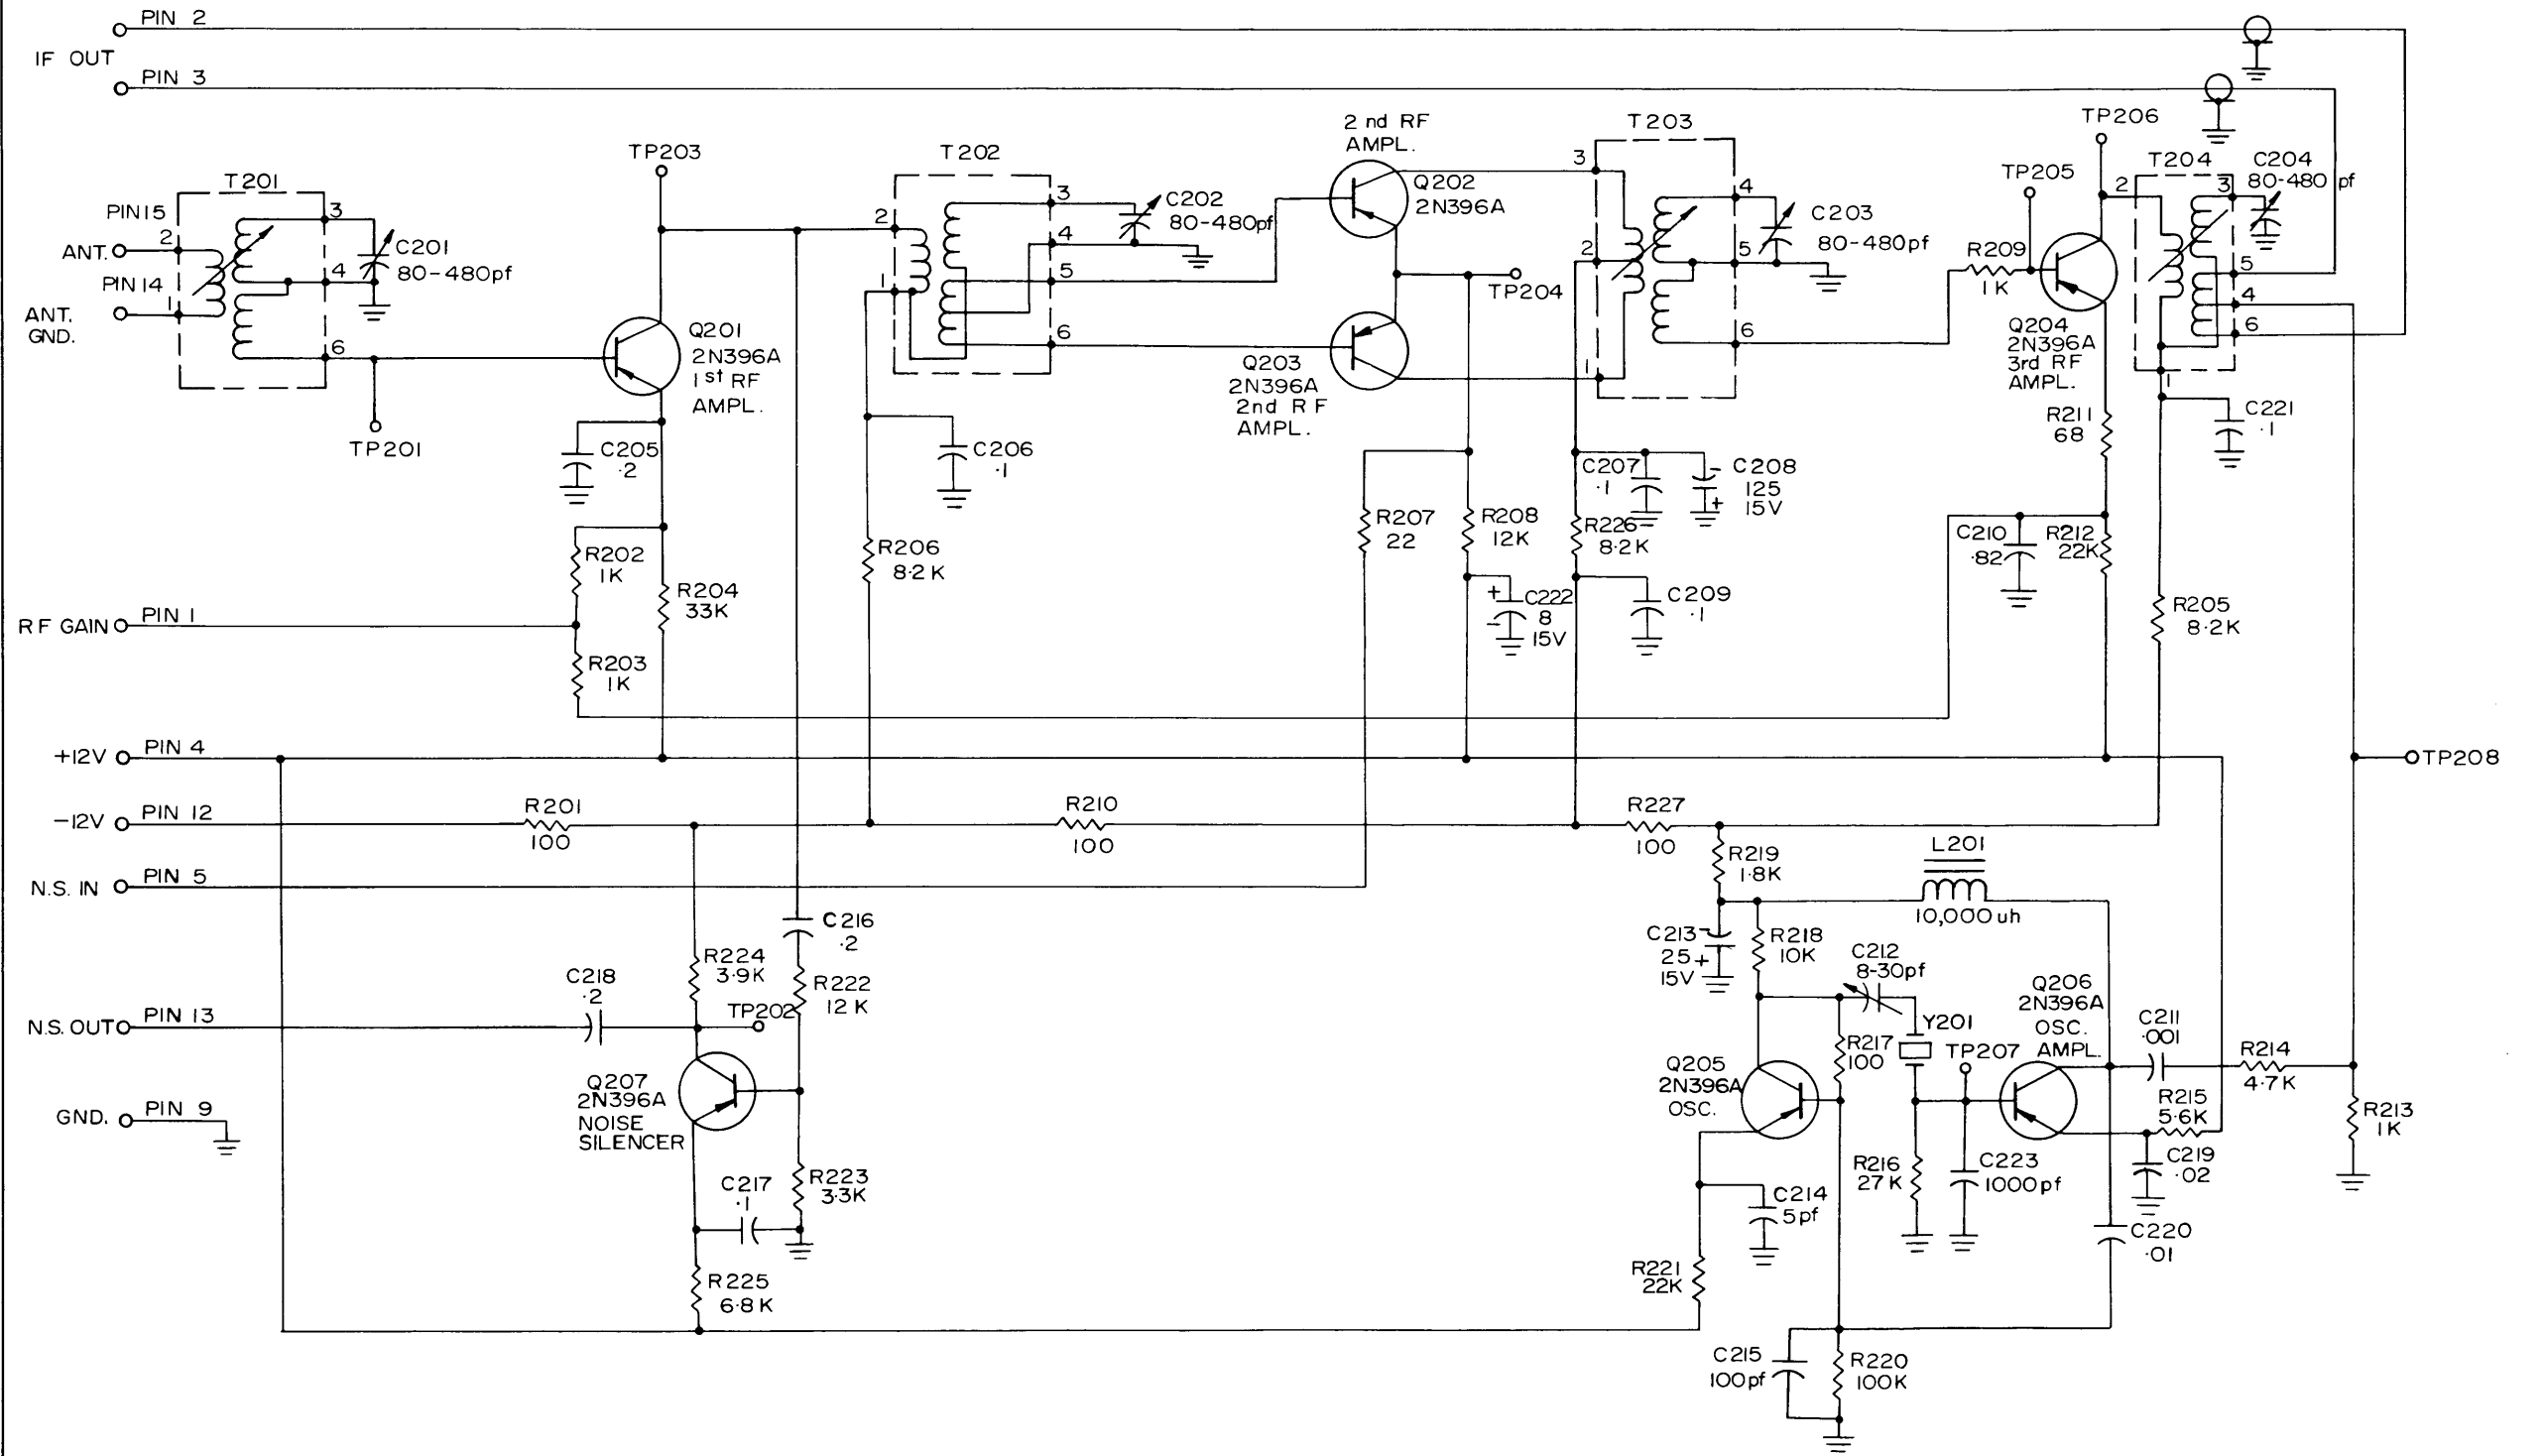 PIN 2
IF OUT
PIN 3
T201
PIN 15
2
ANT.
PIN 14
1
ANT.
GND.
3
C201
80-480pf
4
6
TP201
TP203
Q201
2N396A
1st RF
AMPL.
C205
.2
R202
1K
R204
33K
R203
1K
RF GAIN
PIN 1
T202
2
1
3
4
5
6
C202
80-480pf
C206
.1
R206
8.2K
2nd RF
AMPL.
Q202
2N396A
TP204
Q203
2N396A
2nd RF
AMPL.
R207
22
R208
12K
C222
+
8
-
15V
T203
3
2
1
4
5
6
C203
80-480pf
C207
.1
-
C208
125
+
15V
R226
8.2K
C209
.1
TP206
TP205
R209
1K
Q204
2N396A
3rd RF
AMPL.
R211
68
C210
.82
R212
22K
T204
2
3
5
4
6
1
C204
80-480pf
C221
.1
R205
8.2K
+12V
PIN 4
TP208
-12V
PIN 12
R201
100
R210
100
R227
100
N.S. IN
PIN 5
R219
1.8K
L201
10,000 uh
C216
.2
R224
3.9K
R222
12K
C218
.2
TP202
N.S. OUT
PIN 13
Q207
2N396A
NOISE
SILENCER
GND.
PIN 9
C217
.1
R223
3.3K
R225
6.8K
C213
-
25
+
15V
R218
10K
C212
8-30pf
Q206
2N396A
OSC.
AMPL.
Y201
R217
100
TP207
Q205
2N396A
OSC.
C211
.001
R214
4.7K
R215
5.6K
R213
1K
R216
27K
C223
1000pf
C219
.02
C214
5pf
C220
.01
R221
22K
C215
100pf
R220
100K